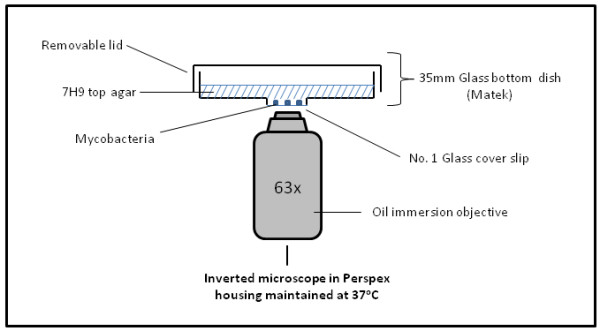 Removable lid
7H9 top agar
Mycobacteria
35mm Glass bottom dish
(Matek)
No. 1 Glass cover slip
63x
Oil immersion objective
Inverted microscope in Perspex
housing maintained at 37°C